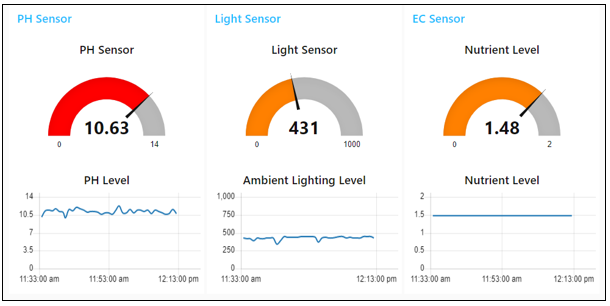 PH Sensor
PH Sensor
10.63
0 14
PH Level
14
10.5
7
3.5
0
11:33:00 am 11:53:00 am 12:13:00 pm
Light Sensor
Light Sensor
431
0 1000
Ambient Lighting Level
1,000
750
500
250
0
11:33:00 am 12:13:00 pm
EC Sensor
Nutrient Level
1.48
0 2
Nutrient Level
2
1.5
1
0.5
0
11:33:00 am 11:53:00 am 12:13:00 pm